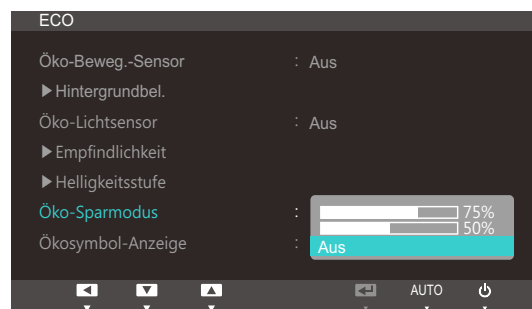 ECO
Öko-Beweg.-Sensor : Aus
▶Hintergrundbel.
Öko-Lichtsensor : Aus
▶Empfindlichkeit
▶Helligkeitsstufe
Öko-Sparmodus : 75%
50%
Ökosymbol-Anzeige : Aus
AUTO